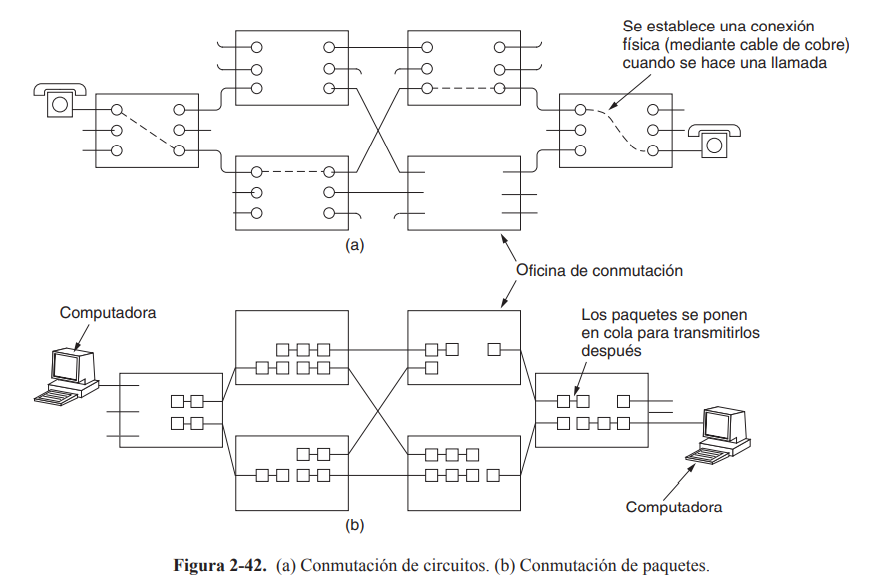 Se establece una conexión
física (mediante cable de cobre)
cuando se hace una llamada
(a)
Oficina de conmutación
Computadora
Los paquetes se ponen
en cola para transmitirlos
después
Computadora
(b)
Figura 2-42. (a) Conmutación de circuitos. (b) Conmutación de paquetes.